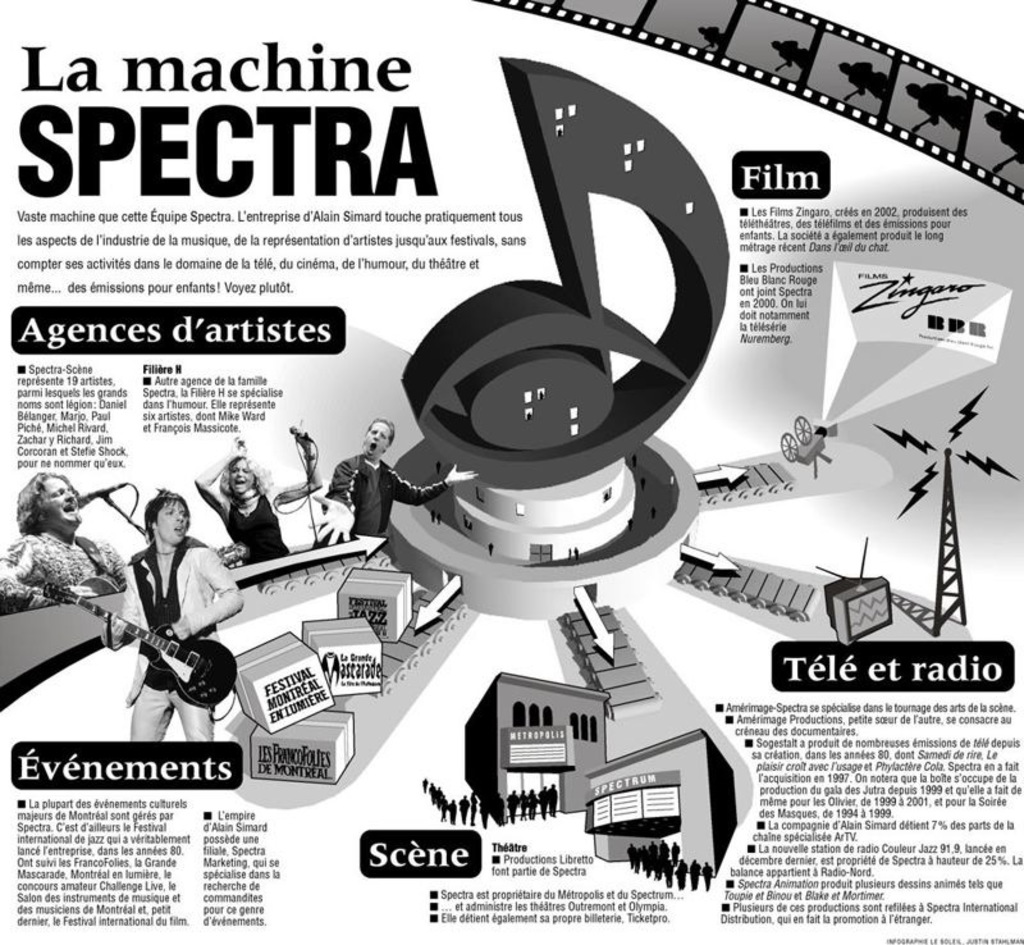 La machine
SPECTRA
Vaste machine que cette Équipe Spectra. L'entreprise d'Alain Simard touche pratiquement tous
les aspects de l'industrie de la musique, de la représentation d'artistes jusqu'aux festivals, sans
compter ses activités dans le domaine de la télé, du cinéma, de l'humour, du théâtre et
même... des émissions pour enfants! Voyez plutôt.
Agences d'artistes
■ Spectra-Scène
représente 19 artistes,
parmi lesquels les grands
noms sont légion: Daniel
Bélanger, Marjo, Paul
Piché, Michel Rivard,
Zachary Richard, Jim
Corcoran et Stefie Shock,
pour ne nommer qu'eux.
Filière H
■ Autre agence de la famille
Spectra, la Filière H se spécialise
dans l'humour. Elle représente
six artistes, dont Mike Ward
et François Massicote.
Film
■ Les Films Zingaro, créés en 2002, produisent des
téléthéâtres, des téléfilms et des émissions pour
enfants. La société a également produit le long
métrage récent Dans l'œil du chat.
■ Les Productions
Bleu Blanc Rouge
ont joint Spectra
en 2000. On lui
doit notamment
la télésérie
Nuremberg.
FILMS
Zingaro
BBR
FESTIVAL
JAZZ
La Grande
Mascarade
FESTIVAL
MONTRÉAL
EN LUMIÈRE
LES FRANCOFOLIES
DE MONTRÉAL
Événements
■ La plupart des événements culturels
majeurs de Montréal sont gérés par
Spectra. C'est d'ailleurs le Festival
international de jazz qui a véritablement
lancé l'entreprise, dans les années 80.
Ont suivi les FrancoFolies, la Grande
Mascarade, Montréal en lumière, le
concours amateur Challenge Live, le
Salon des instruments de musique et
des musiciens de Montréal et, petit
dernier, le Festival international du film.
■ L'empire
d'Alain Simard
possède une
filiale, Spectra
Marketing, qui se
spécialise dans la
recherche de
commandites
pour ce genre
d'événements.
METROPOLIS
SPECTRUM
Scène
Théâtre
■ Productions Libretto
font partie de Spectra
■ Spectra est propriétaire du Métropolis et du Spectrum...
■ ... et administre les théâtres Outremont et Olympia.
■ Elle détient également sa propre billeterie, Ticketpro.
Télé et radio
■ Amérimage-Spectra se spécialise dans le tournage des arts de la scène.
■ Amérimage Productions, petite sœur de l'autre, se consacre au
créneau des documentaires.
■ Sogestalt a produit de nombreuses émissions de télé depuis
sa création, dans les années 80, dont Samedi de rire, Le
plaisir croît avec l'usage et Phylactère Cola. Spectra en a fait
l'acquisition en 1997. On notera que la boîte s'occupe de la
production du gala des Jutra depuis 1999 et qu'elle a fait de
même pour les Olivier, de 1999 à 2001, et pour la Soirée
des Masques, de 1994 à 1999.
■ La compagnie d'Alain Simard détient 7 % des parts de la
chaîne spécialisée ArTV.
■ La nouvelle station de radio Couleur Jazz 91,9, lancée en
décembre dernier, est propriété de Spectra à hauteur de 25%. La
balance appartient à Radio-Nord.
■ Spectra Animation produit plusieurs dessins animés tels que
Toupie et Binou et Blake et Mortimer.
■ Plusieurs de ces productions sont refilées à Spectra International
Distribution, qui en fait la promotion à l'étranger.
INFOGRAPHIE LE SOLEIL, JUSTIN STAHLMAN